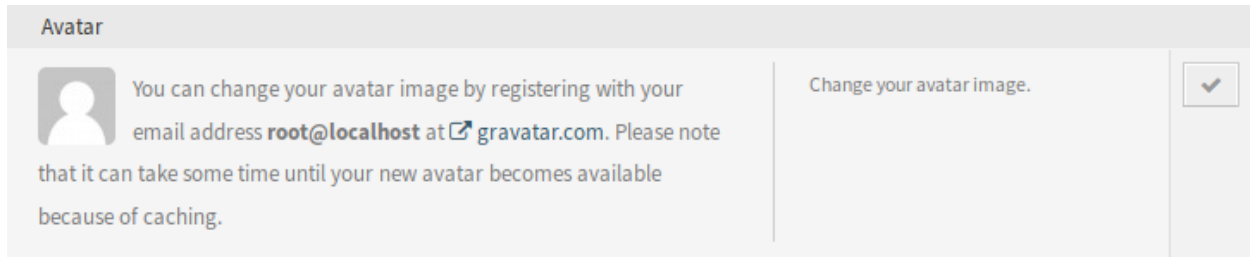 Avatar
You can change your avatar image by registering with your
email address root@localhost at gravatar.com. Please note
that it can take some time until your new avatar becomes available
because of caching.
Change your avatar image.